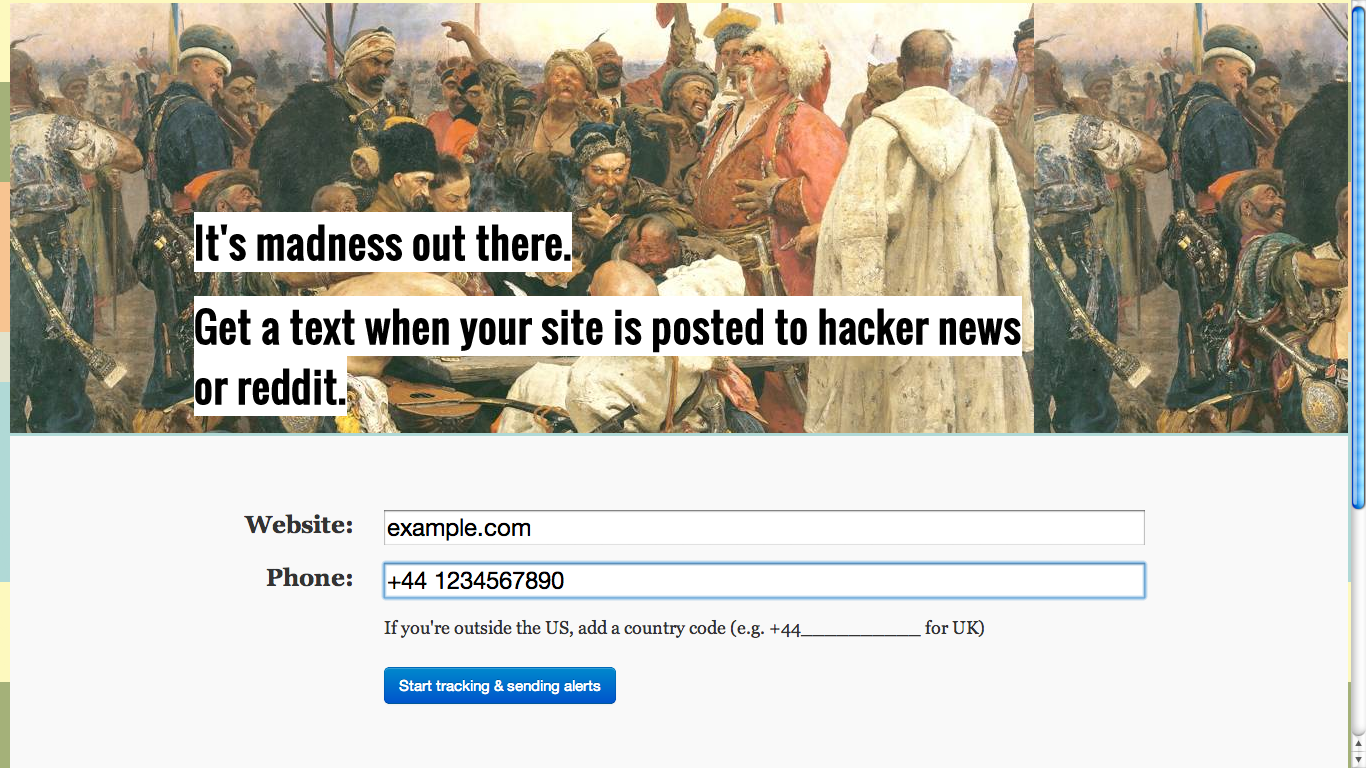 It's madness out there.
Get a text when your site is posted to hacker news
or reddit.
Website:
example.com
Phone:
+44 1234567890
If you're outside the US, add a country code (e.g. +44____________ for UK)
Start tracking & sending alerts